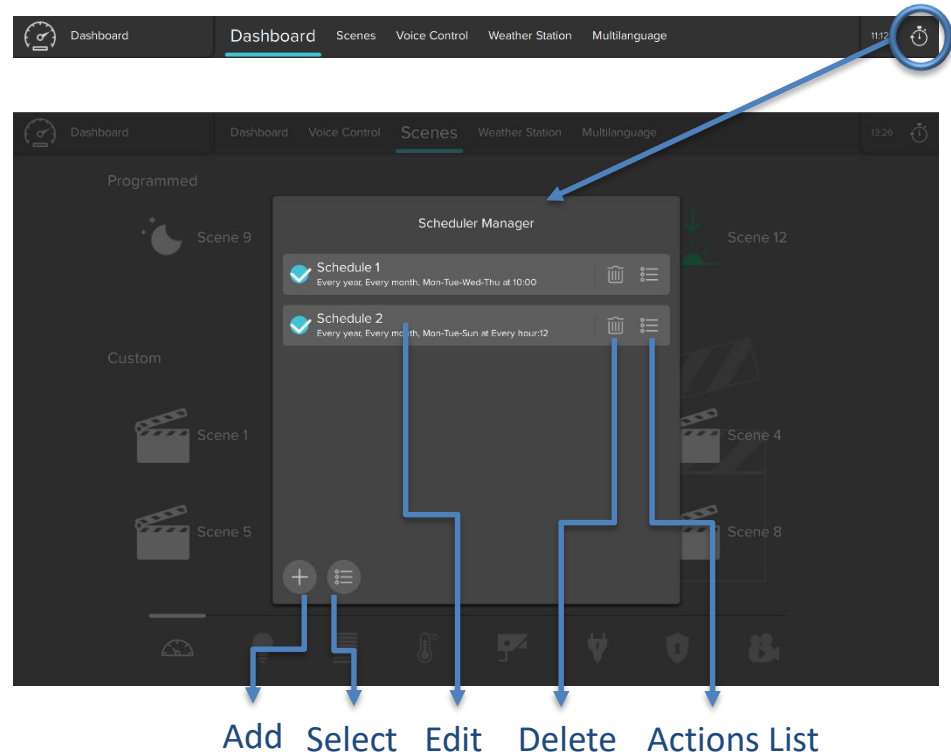 Dashboard Dashboard Scenes Voice Control Weather Station Multilanguage 11:12
Dashboard Dashboard Voice Control Scenes Weather Station Multilanguage 13:26
Programmed
Scheduler Manager
Scene 9 Scene 12
Schedule 1
Every year, Every month, Mon-Tue-Wed-Thu at 10:00
Schedule 2
Every year, Every month, Mon-Tue-Sun at Every hour:12
Custom
Scene 1 Scene 4
Scene 5 Scene 8
Add Select Edit Delete Actions List